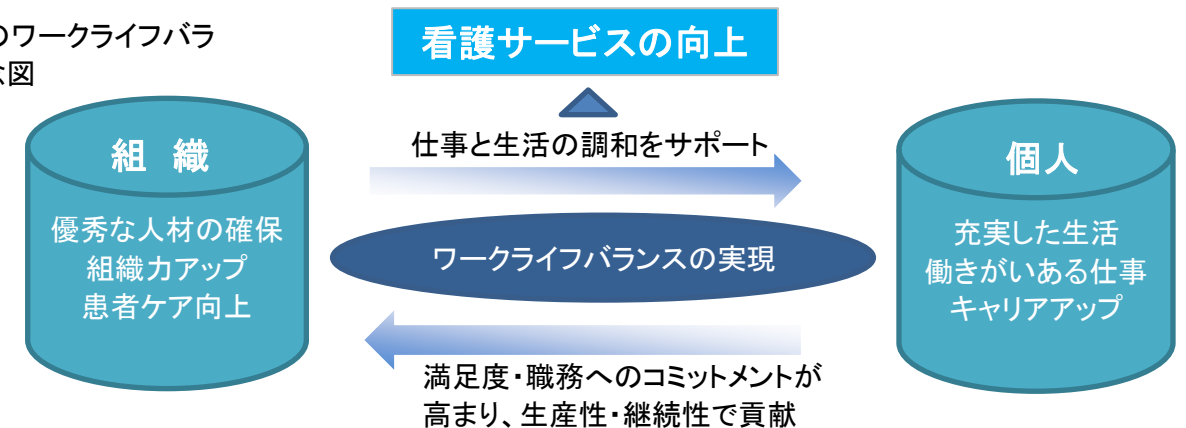 のワークライフバラ
な図
看護サービスの向上
仕事と生活の調和をサポート
組 織
優秀な人材の確保
組織力アップ
患者ケア向上
ワークライフバランスの実現
個人
充実した生活
働きがいある仕事
キャリアアップ
満足度・職務へのコミットメントが
高まり、生産性・継続性で貢献